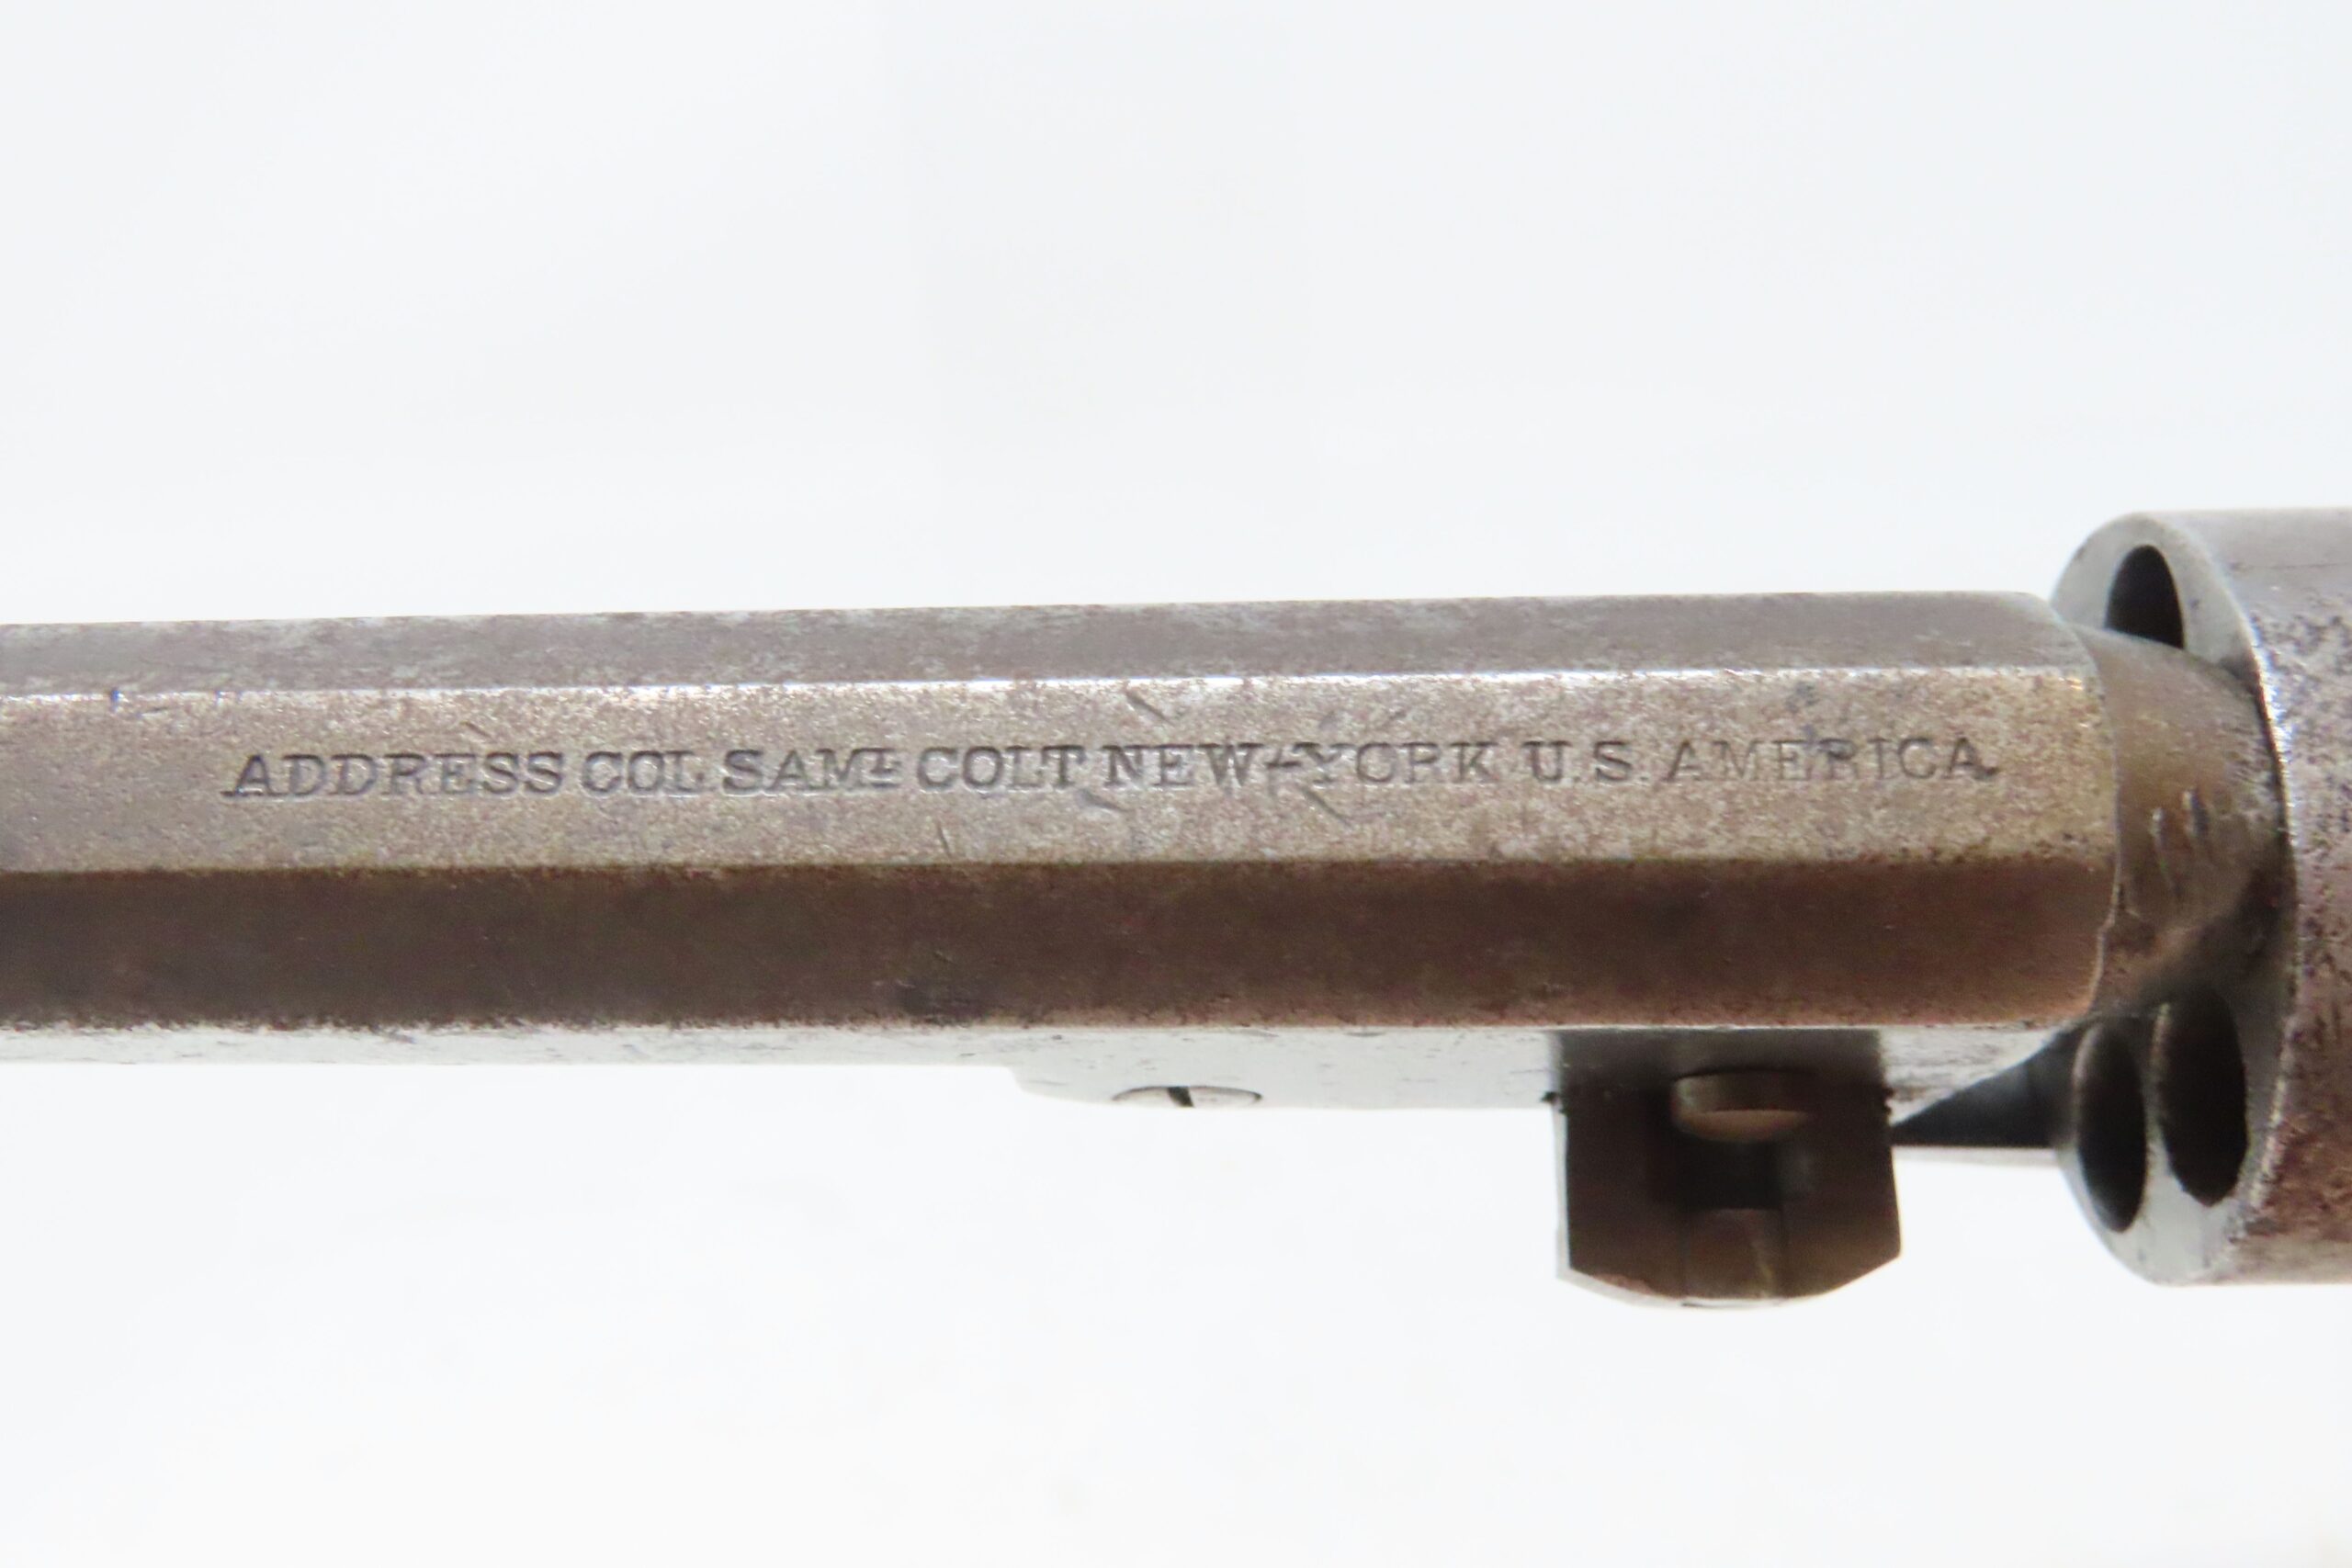 ADDRESS COL SAML COLT NEW-YORK U.S. AMERICA.